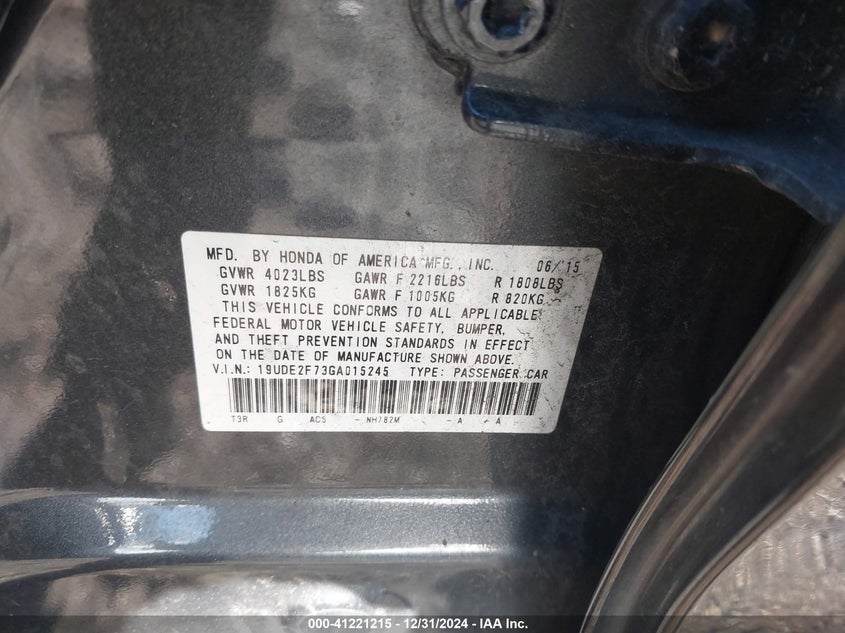 MFD. BY HONDA OF AMERICA MFG., INC. 06/15
GVWR 4023LBS GAWR F 2216LBS R 1808LBS
GVWR 1825KG GAWR F 1005KG R 820KG
THIS VEHICLE CONFORMS TO ALL APPLICABLE
FEDERAL MOTOR VEHICLE SAFETY, BUMPER,
AND THEFT PREVENTION STANDARDS IN EFFECT
ON THE DATE OF MANUFACTURE SHOWN ABOVE.
V.I.N.: 19UDE2F73GA015245 TYPE: PASSENGER CAR
T3R G AC5 - NH782M - A - A
000-41221215 - 12/31/2024 - IAA Inc.